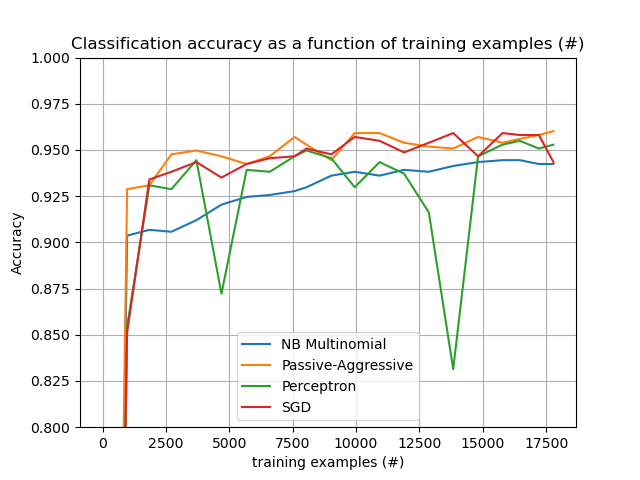 Classification accuracy as a function of training examples (#)
1.000
0.975
0.950
0.925
0.900
0.875
0.850
0.825
0.800
Accuracy
NB Multinomial
Passive-Aggressive
Perceptron
SGD
0 2500 5000 7500 10000 12500 15000 17500
training examples (#)